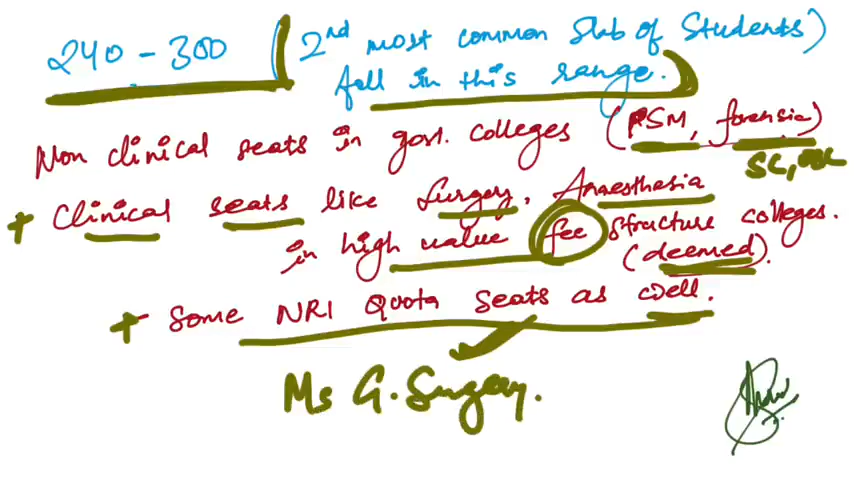 240 - 300 (2nd most common slab of students)
fall in this range.
Non clinical seats in govt. colleges (PSM, forensic)
SC,
+ Clinical seats like Surgery, Anaesthesia
in high value fee structure colleges.
(deemed).
+ Some NRI Quota seats as well.
Ms G. Surgery.